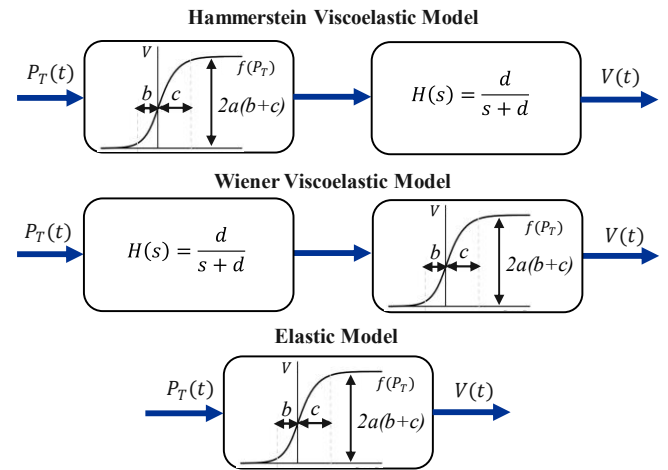 Hammerstein Viscoelastic Model
P_T(t)
V
f(P_T)
b
c
2a(b+c)
H(s) = d/(s + d)
V(t)
Wiener Viscoelastic Model
P_T(t)
H(s) = d/(s + d)
V
f(P_T)
b
c
2a(b+c)
V(t)
Elastic Model
P_T(t)
V
f(P_T)
b
c
2a(b+c)
V(t)